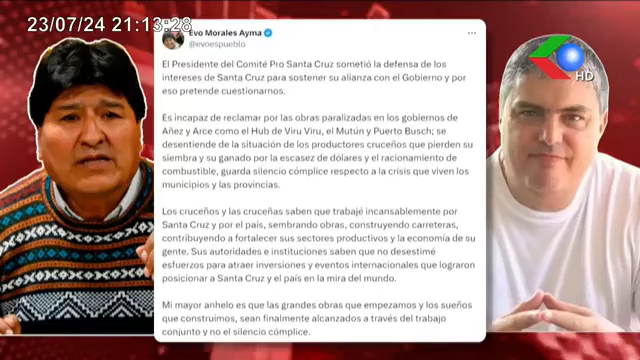 23/07/24 21:13:28
Evo Morales Ayma
@evoespueblo
HD
El Presidente del Comité Pro Santa Cruz sometió la defensa de los
intereses de Santa Cruz para sostener su alianza con el Gobierno y por
eso pretende cuestionarnos.
Es incapaz de reclamar por las obras paralizadas en los gobiernos de
Añez y Arce como el Hub de Viru Viru, el Mutún y Puerto Busch; se
desentiende de la situación de los productores cruceños que pierden su
siembra y su ganado por la escasez de dólares y el racionamiento de
combustible, guarda silencio cómplice respecto a la crisis que viven los
municipios y las provincias.
Los cruceños y las cruceñas saben que trabajé incansablemente por
Santa Cruz y por el país, sembrando obras, construyendo carreteras,
contribuyendo a fortalecer sus sectores productivos y la economía de su
gente. Sus autoridades e instituciones saben que no desestimé
esfuerzos para atraer inversiones y eventos internacionales que lograron
posicionar a Santa Cruz y el país en la mira del mundo.
Mi mayor anhelo es que las grandes obras que empezamos y los sueños
que construimos, sean finalmente alcanzados a través del trabajo
conjunto y no el silencio cómplice.